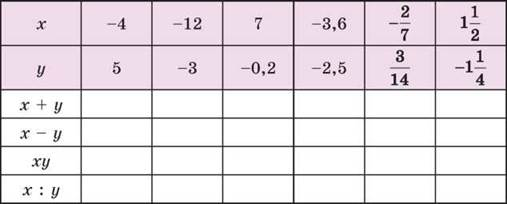 x −4 −12 7 −3,6 −2/7 1 1/2
y 5 −3 −0,2 −2,5 3/14 −1 1/4
x + y
x − y
xy
x : y